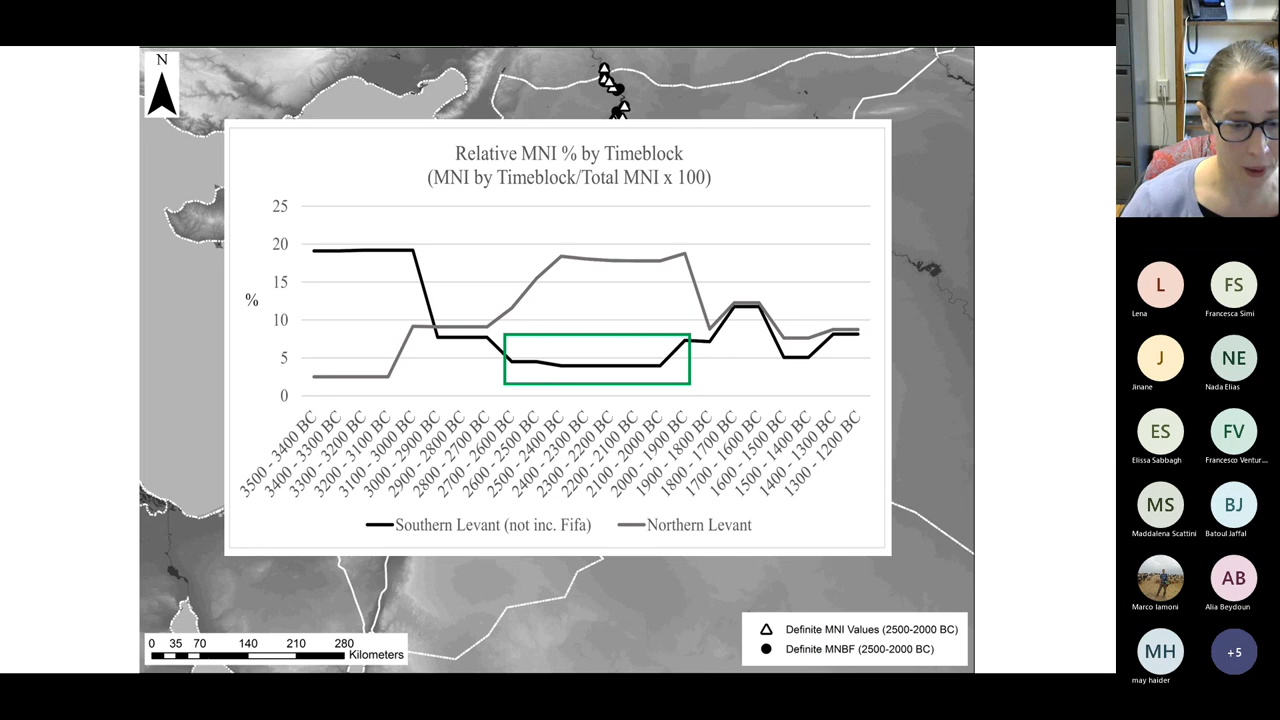 N
Relative MNI % by Timeblock
(MNI by Timeblock/Total MNI x 100)
25
20
15
10
5
0
%
3500 - 3400 BC
3400 - 3300 BC
3300 - 3200 BC
3200 - 3100 BC
3100 - 3000 BC
3000 - 2900 BC
2900 - 2800 BC
2800 - 2700 BC
2700 - 2600 BC
2600 - 2500 BC
2500 - 2400 BC
2400 - 2300 BC
2300 - 2200 BC
2200 - 2100 BC
2100 - 2000 BC
2000 - 1900 BC
1900 - 1800 BC
1800 - 1700 BC
1700 - 1600 BC
1600 - 1500 BC
1500 - 1400 BC
1400 - 1300 BC
1300 - 1200 BC
Southern Levant (not inc. Fifa)
Northern Levant
0 35 70 140 210 280
Kilometers
Definite MNI Values (2500-2000 BC)
Definite MNBF (2500-2000 BC)
L
Lena
FS
Francesca Simi
J
Jinane
NE
Nada Elias
ES
Elissa Sabbagh
FV
Francesco Ventur...
MS
Maddalena Scattini
BJ
Batoul Jaffal
Marco Iamoni
AB
Alia Beydoun
MH
may haider
+5